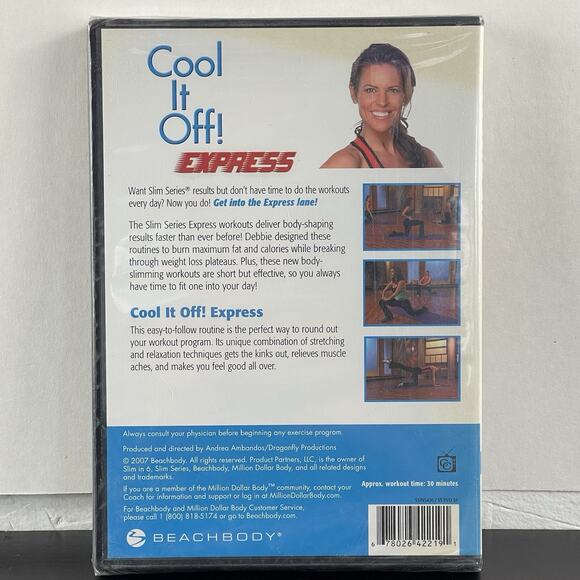 Cool
It
Off!
EXPRESS
Want Slim Series® results but don't have time to do the workouts
every day? Now you do! Get into the Express lane!
The Slim Series Express workouts deliver body-shaping
results faster than ever before! Debbie designed these
routines to burn maximum fat and calories while breaking
through weight loss plateaus. Plus, these new body-
slimming workouts are short but effective, so you always
have time to fit one into your day!
Cool It Off! Express
This easy-to-follow routine is the perfect way to round out
your workout program. Its unique combination of stretching
and relaxation techniques gets the kinks out, relieves muscle
aches, and makes you feel good all over.
Always consult your physician before beginning any exercise program.
Produced and directed by Andrea Ambandos/Dragonfly Productions
© 2007 Beachbody. All rights reserved. Product Partners, LLC, is the owner of
Slim in 6, Slim Series, Beachbody, Million Dollar Body, and all related designs
and trademarks.
If you are a member of the Million Dollar Body™ community, contact your
Coach for information and support or log in at MillionDollarBody.com.
For Beachbody and Million Dollar Body Customer Service,
please call 1 (800) 818-5174 or go to Beachbody.com.
BEACHBODY®
CC
Approx. workout time: 30 minutes
6 78026 42219 1